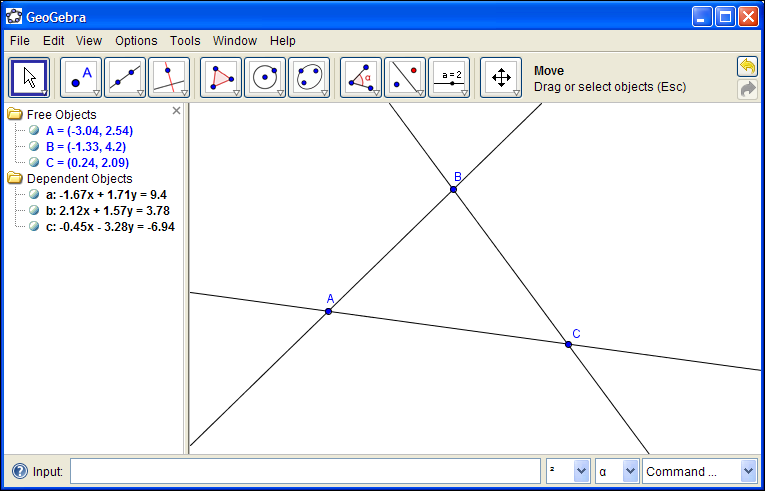 GeoGebra
File Edit View Options Tools Window Help
A
α
a = 2
Move
Drag or select objects (Esc)
Free Objects
A = (-3.04, 2.54)
B = (-1.33, 4.2)
C = (0.24, 2.09)
Dependent Objects
a: -1.67x + 1.71y = 9.4
b: 2.12x + 1.57y = 3.78
c: -0.45x - 3.28y = -6.94
B
A
C
Input:
²
α
Command ...